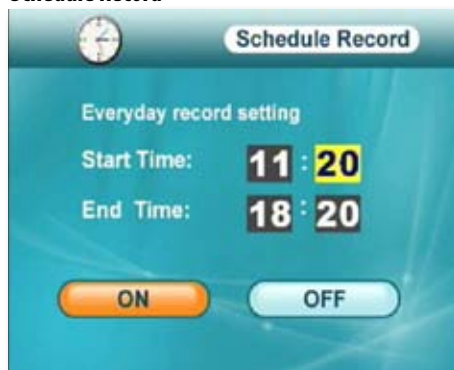 Schedule Record
Everyday record setting
Start Time: 11 : 20
End Time: 18 : 20
ON OFF